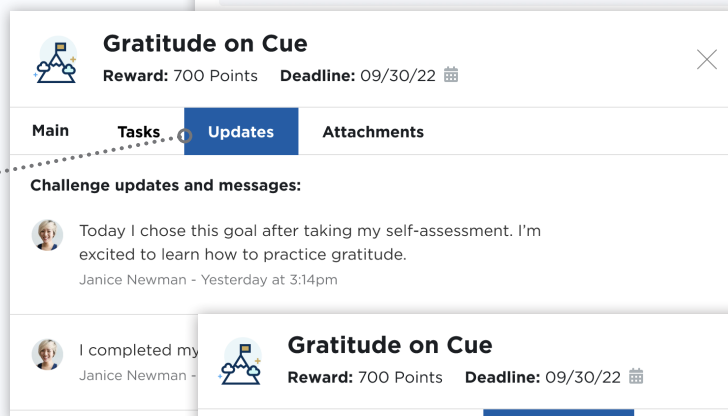 Gratitude on Cue
Reward: 700 Points Deadline: 09/30/22
Main Tasks Updates Attachments
Challenge updates and messages:
Today I chose this goal after taking my self-assessment. I’m
excited to learn how to practice gratitude.
Janice Newman - Yesterday at 3:14pm
I completed my
Janice Newman -
Gratitude on Cue
Reward: 700 Points Deadline: 09/30/22